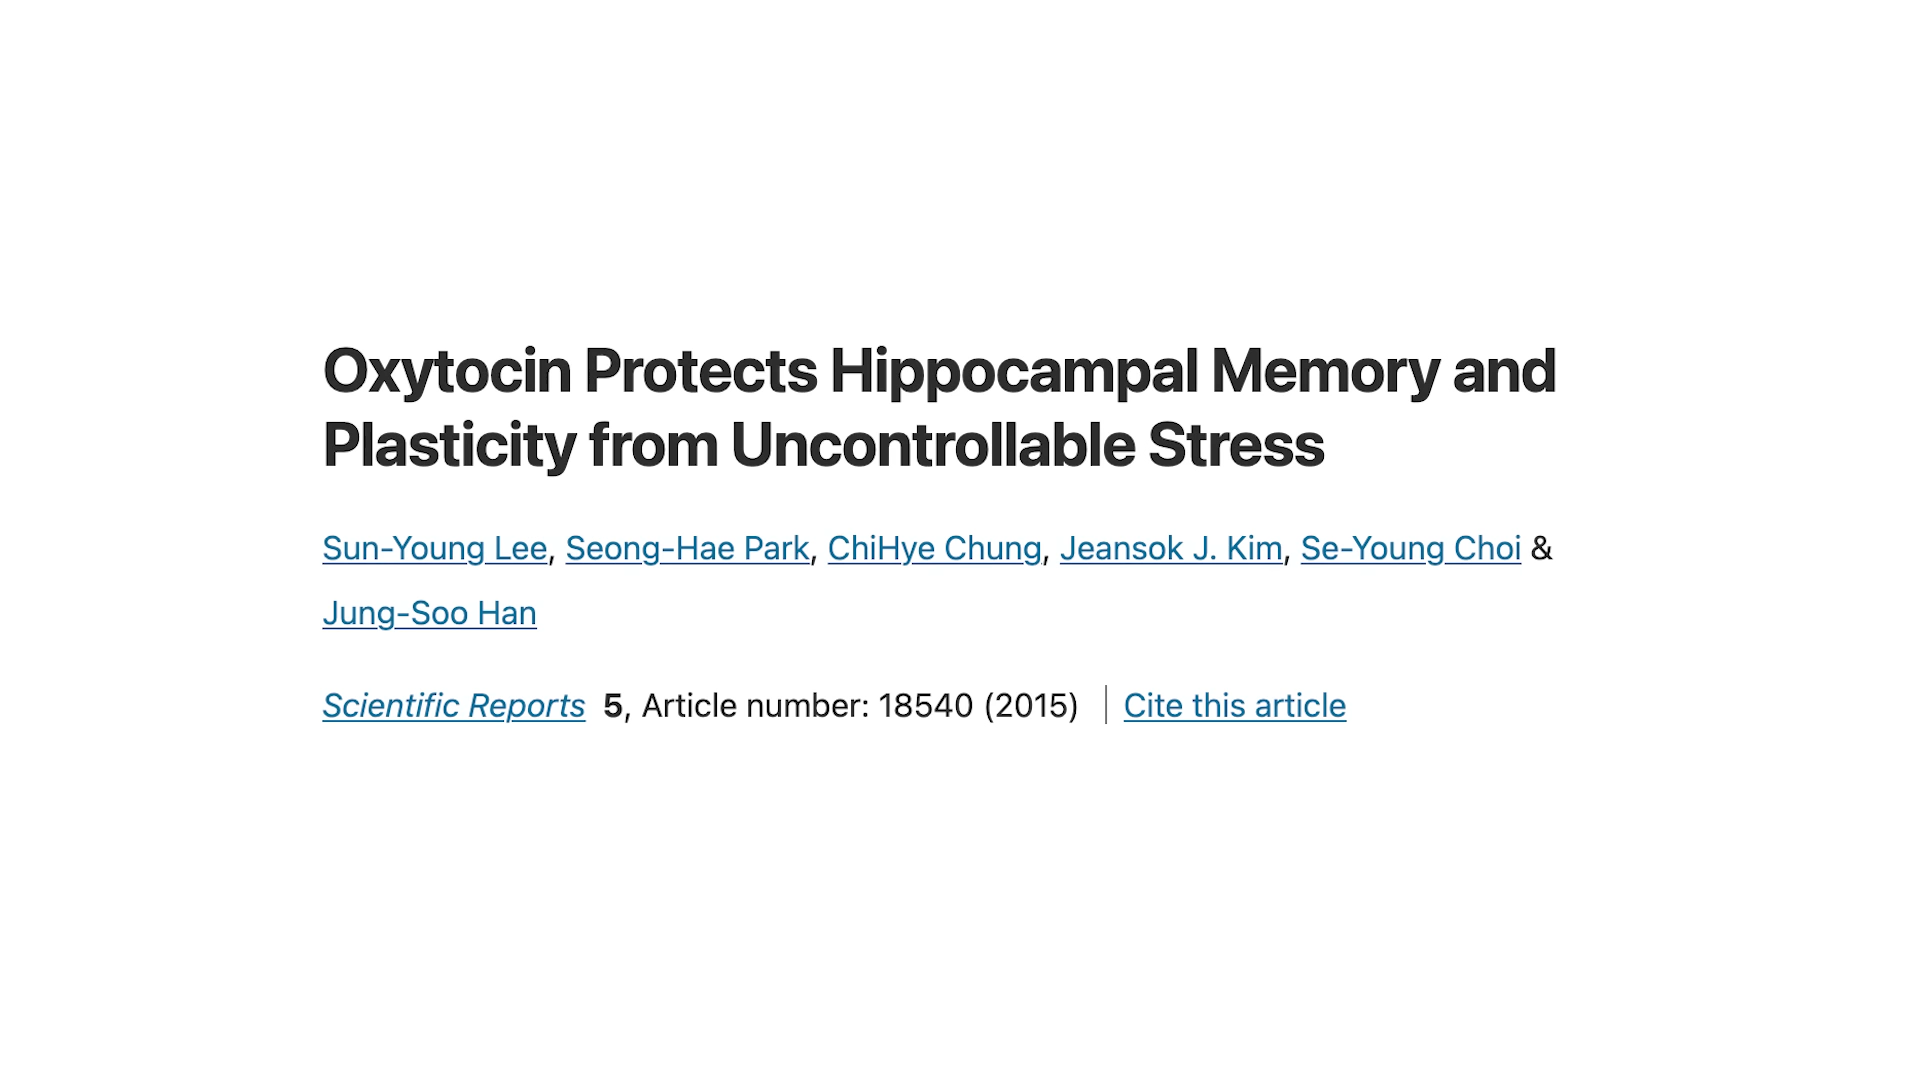 Oxytocin Protects Hippocampal Memory and
Plasticity from Uncontrollable Stress
Sun-Young Lee, Seong-Hae Park, ChiHye Chung, Jeansok J. Kim, Se-Young Choi &
Jung-Soo Han
Scientific Reports 5, Article number: 18540 (2015) | Cite this article